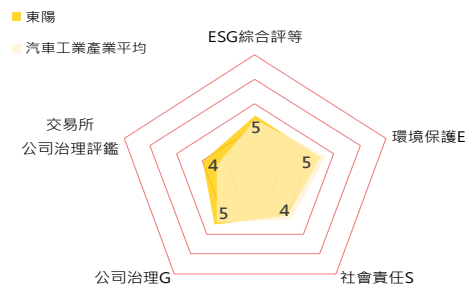 東陽
汽車工業產業平均
ESG綜合評等
環境保護E
社會責任S
公司治理G
交易所
公司治理評鑑
5
5
4
5
4